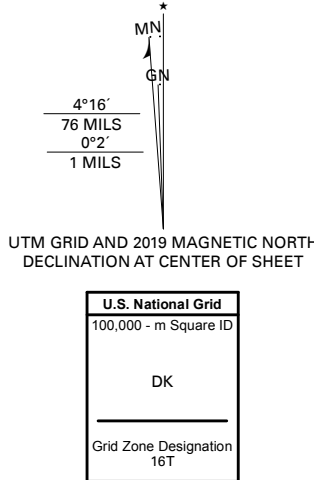 MN
GN
4°16´
76 MILS
0°2´
1 MILS
UTM GRID AND 2019 MAGNETIC NORTH
DECLINATION AT CENTER OF SHEET
U.S. National Grid
100,000 - m Square ID
DK
Grid Zone Designation
16T